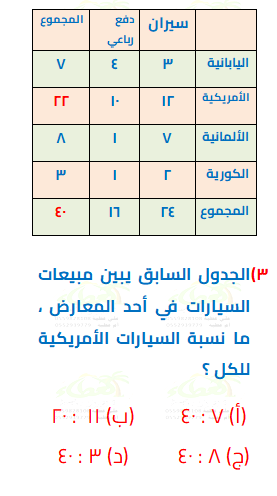 سيران دفع رباعي المجموع
اليابانية ٣ ٤ ٧
الأمريكية ١٢ ١٠ ٢٢
الألمانية ٧ ١ ٨
الكورية ٢ ١ ٣
المجموع ٢٤ ١٦ ٤٠
٣)الجدول السابق يبين مبيعات
السيارات في أحد المعارض ،
ما نسبة السيارات الأمريكية
للكل ؟
(أ) ٧ : ٤٠ (ب) ١١ : ٢٠
(ج) ٨ : ٤٠ (د) ٣ : ٤٠